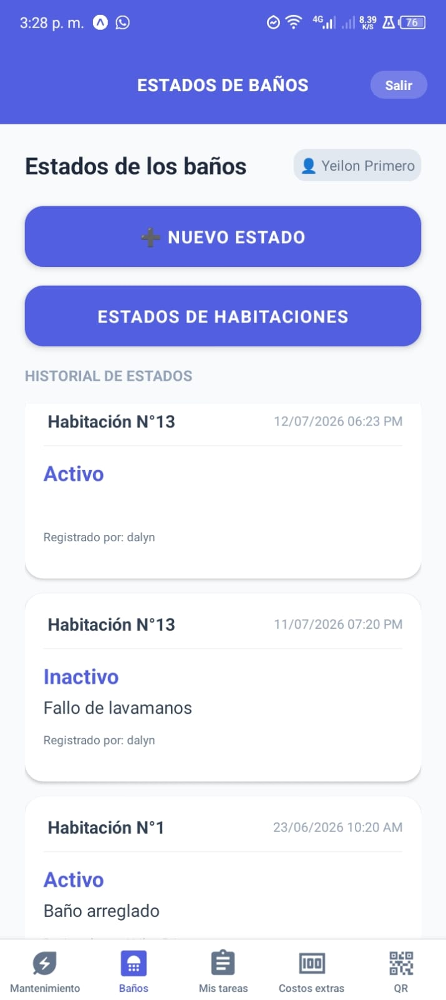 3:28 p. m.
4G
8.39
K/S
76
ESTADOS DE BAÑOS
Salir
Estados de los baños
Yeilon Primero
NUEVO ESTADO
ESTADOS DE HABITACIONES
HISTORIAL DE ESTADOS
Habitación N°13 12/07/2026 06:23 PM
Activo
Registrado por: dalyn
Habitación N°13 11/07/2026 07:20 PM
Inactivo
Fallo de lavamanos
Registrado por: dalyn
Habitación N°1 23/06/2026 10:20 AM
Activo
Baño arreglado
Mantenimiento
Baños
Mis tareas
Costos extras
QR